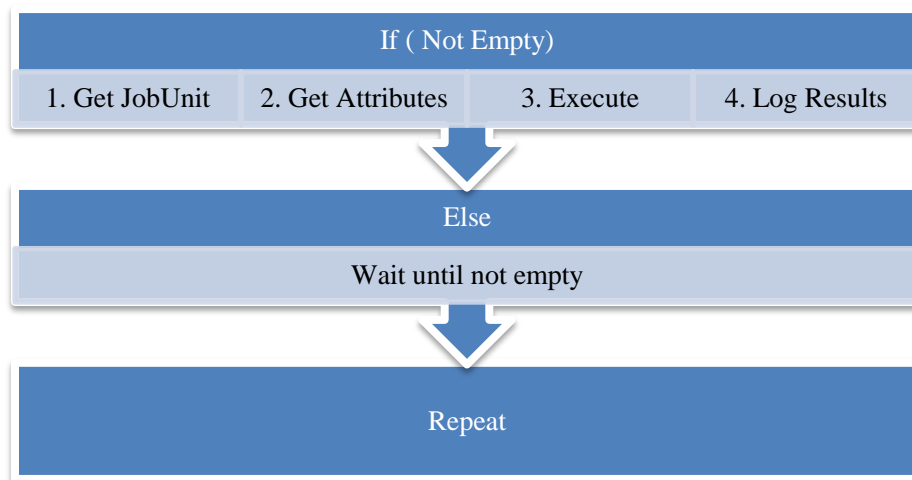 If ( Not Empty)
1. Get JobUnit 2. Get Attributes 3. Execute 4. Log Results
Else
Wait until not empty
Repeat